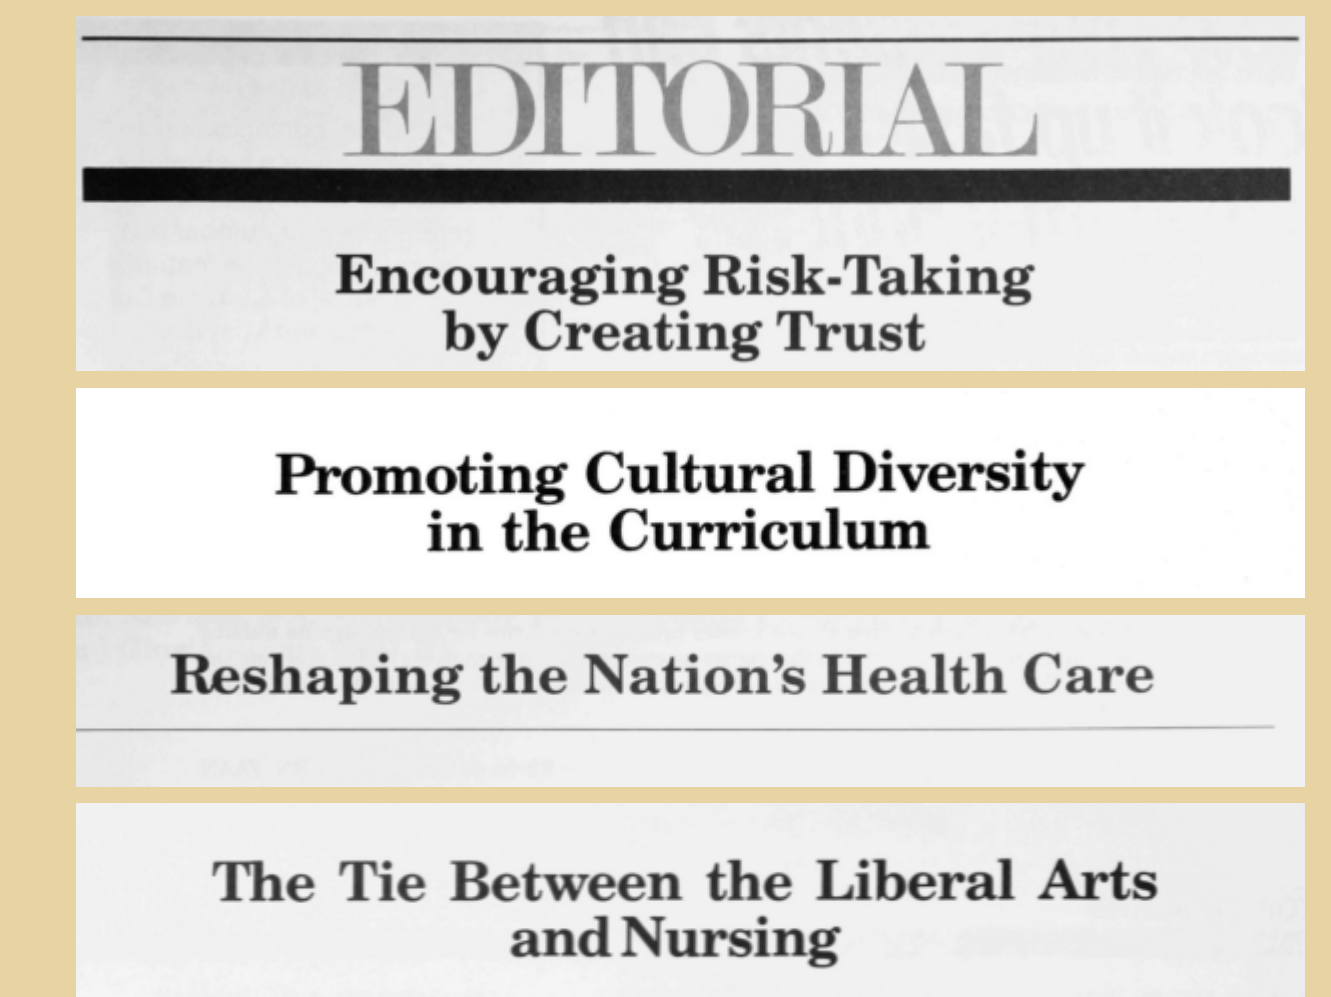 EDITORIAL
Encouraging Risk-Taking
by Creating Trust
Promoting Cultural Diversity
in the Curriculum
Reshaping the Nation's Health Care
The Tie Between the Liberal Arts
and Nursing